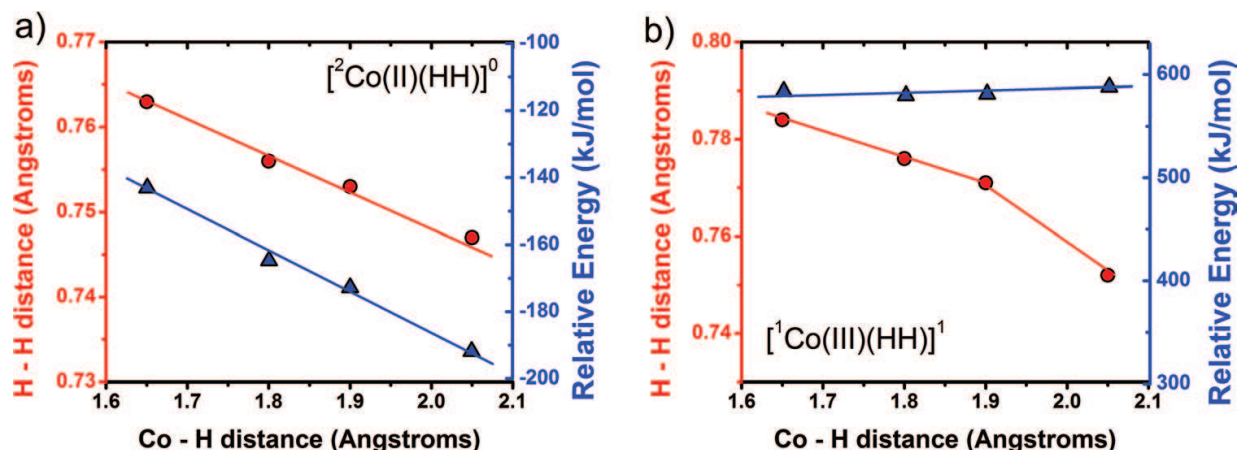 a)
[²Co(II)(HH)]⁰
H - H distance (Angstroms)
0.77
0.76
0.75
0.74
0.73
-100
-120
-140
-160
-180
-200
Relative Energy (kJ/mol)
1.6 1.7 1.8 1.9 2.0 2.1
Co - H distance (Angstroms)
b)
[¹Co(III)(HH)]¹
H - H distance (Angstroms)
0.80
0.78
0.76
0.74
600
500
400
300
Relative Energy (kJ/mol)
1.6 1.7 1.8 1.9 2.0 2.1
Co - H distance (Angstroms)